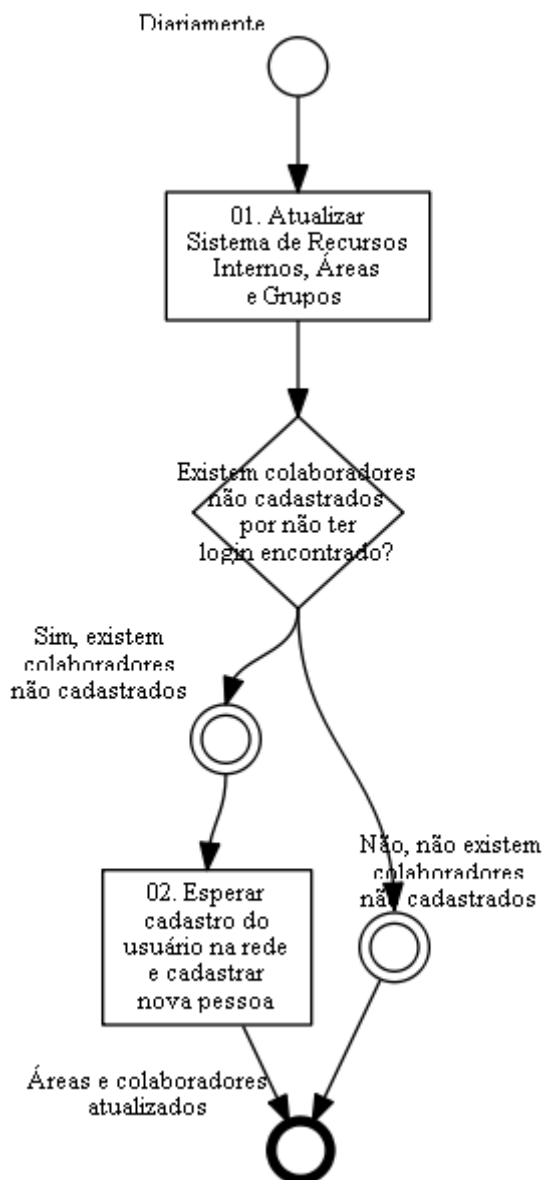 Diariamente
01. Atualizar
Sistema de Recursos
Internos, Áreas
e Grupos
Existem colaboradores
não cadastrados
por não ter
login encontrado?
Sim, existem
colaboradores
não cadastrados
Não, não existem
colaboradores
não cadastrados
02. Esperar
cadastro do
usuário na rede
e cadastrar
nova pessoa
Áreas e colaboradores
atualizados